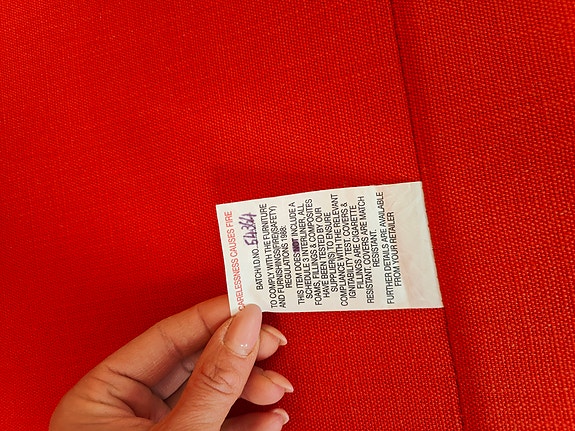 CARELESSNESS CAUSES FIRE
BATCH/I.D.NO.
TO COMPLY WITH THE FURNITURE
AND FURNISHINGS/FIRE(SAFETY)
REGULATIONS 1988:
THIS ITEM DOES NOT INCLUDE A
SCHEDULE 3 INTERLINER. ALL
FOAMS, FILLINGS & COMPOSITES
HAVE BEEN TESTED BY OUR
SUPPLIER(S) TO ENSURE
COMPLIANCE WITH THE RELEVANT
IGNITABILITY TEST. COVERS &
FILLINGS ARE CIGARETTE
RESISTANT. COVERS ARE MATCH
RESISTANT.
FURTHER DETAILS ARE AVAILABLE
FROM YOUR RETAILER